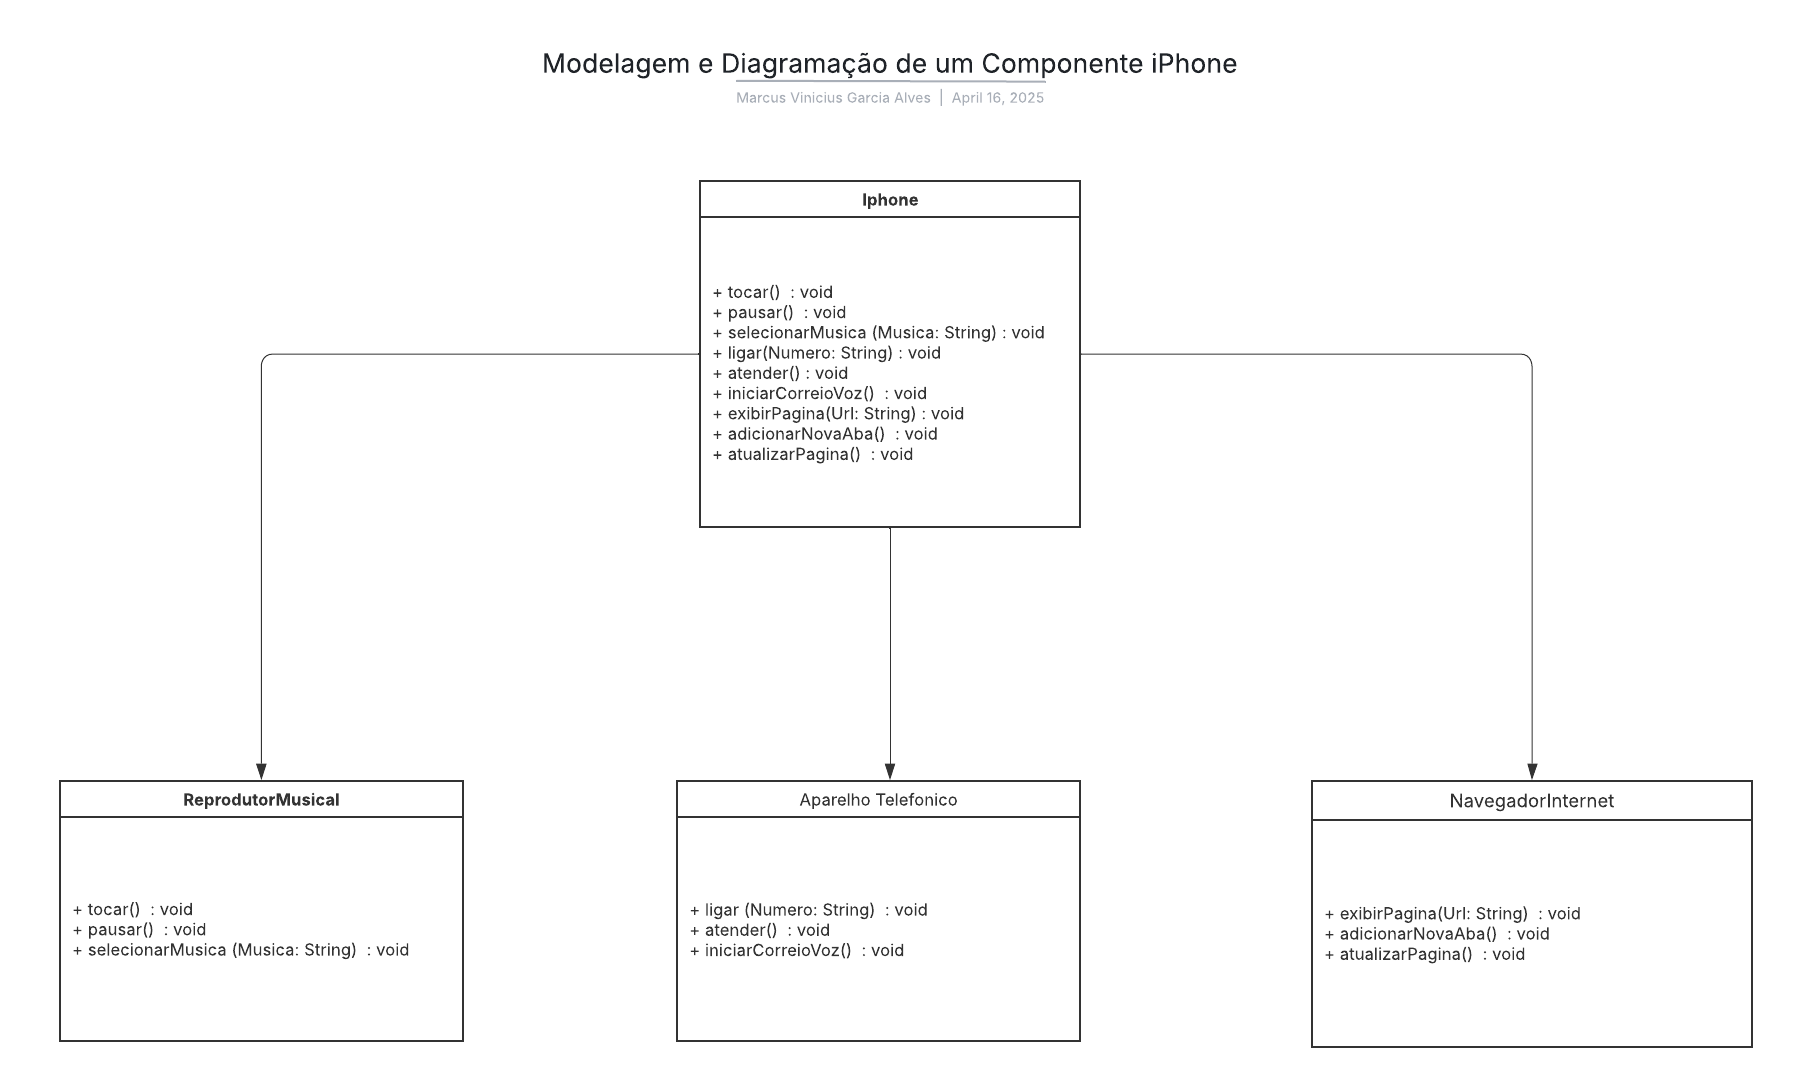 Modelagem e Diagramação de um Componente iPhone
Marcus Vinicius Garcia Alves | April 16, 2025
Iphone
+ tocar()  : void
+ pausar()  : void
+ selecionarMusica (Musica: String) : void
+ ligar(Numero: String) : void
+ atender() : void
+ iniciarCorreioVoz()  : void
+ exibirPagina(Url: String) : void
+ adicionarNovaAba()  : void
+ atualizarPagina()  : void
ReprodutorMusical
+ tocar()  : void
+ pausar()  : void
+ selecionarMusica (Musica: String)  : void
Aparelho Telefonico
+ ligar (Numero: String)  : void
+ atender()  : void
+ iniciarCorreioVoz()  : void
NavegadorInternet
+ exibirPagina(Url: String)  : void
+ adicionarNovaAba()  : void
+ atualizarPagina()  : void